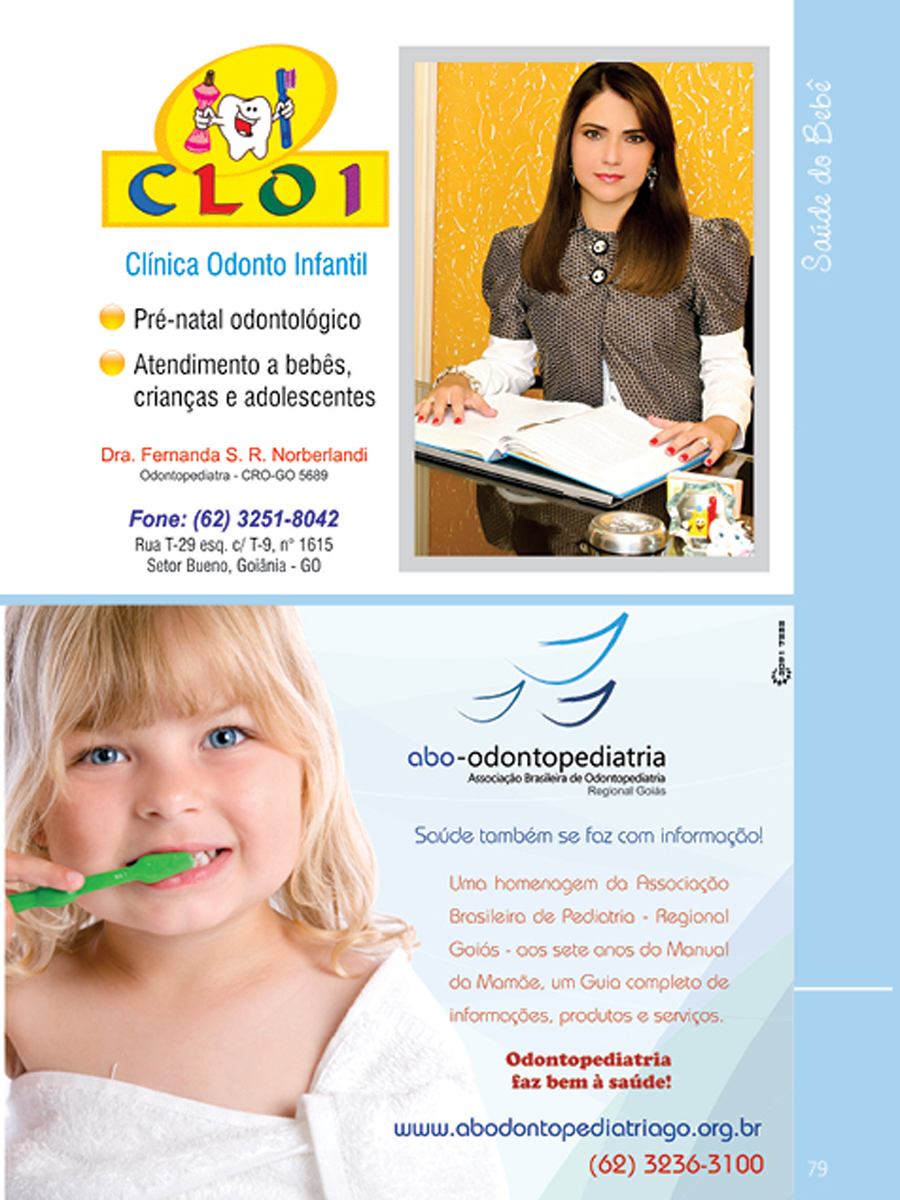 CLOI
Clínica Odonto Infantil
Pré-natal odontológico
Atendimento a bebês,
crianças e adolescentes
Dra. Fernanda S. R. Norberlandi
Odontopediatra - CRO-GO 5689
Fone: (62) 3251-8042
Rua T-29 esq. c/ T-9, n° 1615
Setor Bueno, Goiânia - GO
Saúde do Bebê
abo-odontopediatria
Associação Brasileira de Odontopediatria
Regional Goiás
Saúde também se faz com informação!
Uma homenagem da Associação
Brasileira de Pediatria - Regional
Goiás - aos sete anos do Manual
da Mamãe, um Guia completo de
informações, produtos e serviços.
Odontopediatria
faz bem à saúde!
www.abodontopediatriago.org.br
(62) 3236-3100
79